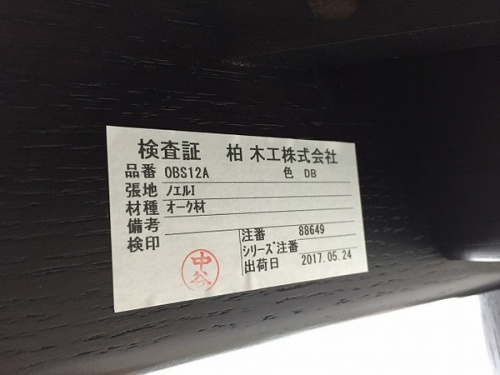 検査証 柏木工株式会社
品番 OBS12A 色 DB
張地 ノエルI
材種 オーク材
備考
検印 中谷 注番 88649
シリーズ注番
出荷日 2017.05.24